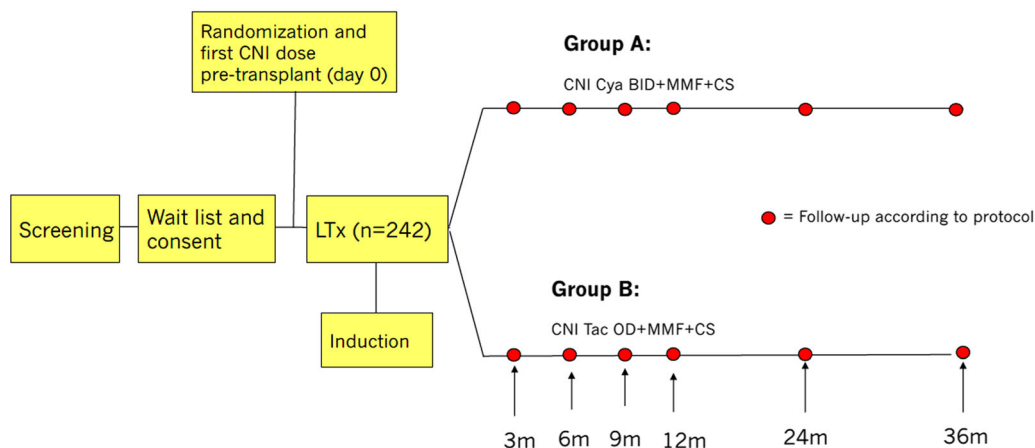 Randomization and
first CNI dose
pre-transplant (day 0)
Group A:
CNI Cya BID+MMF+CS
Screening
Wait list and
consent
LTx (n=242)
= Follow-up according to protocol
Induction
Group B:
CNI Tac OD+MMF+CS
3m 6m 9m 12m 24m 36m